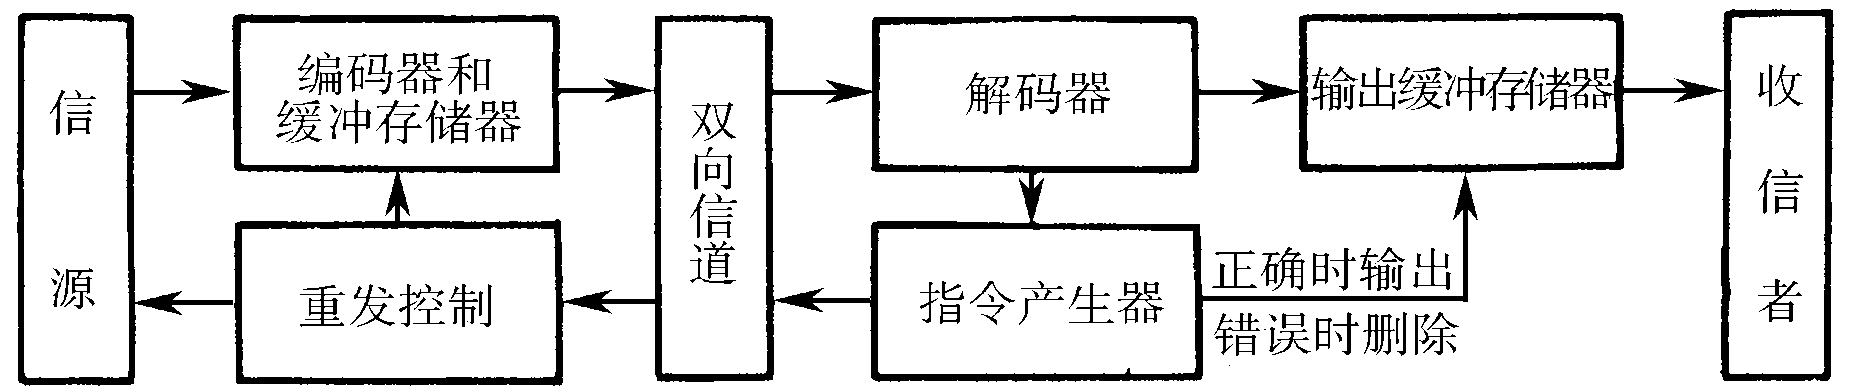 信源
编码器和
缓冲存储器
双向信道
解码器
输出缓冲存储器
收信者
重发控制
指令产生器
正确时输出
错误时删除